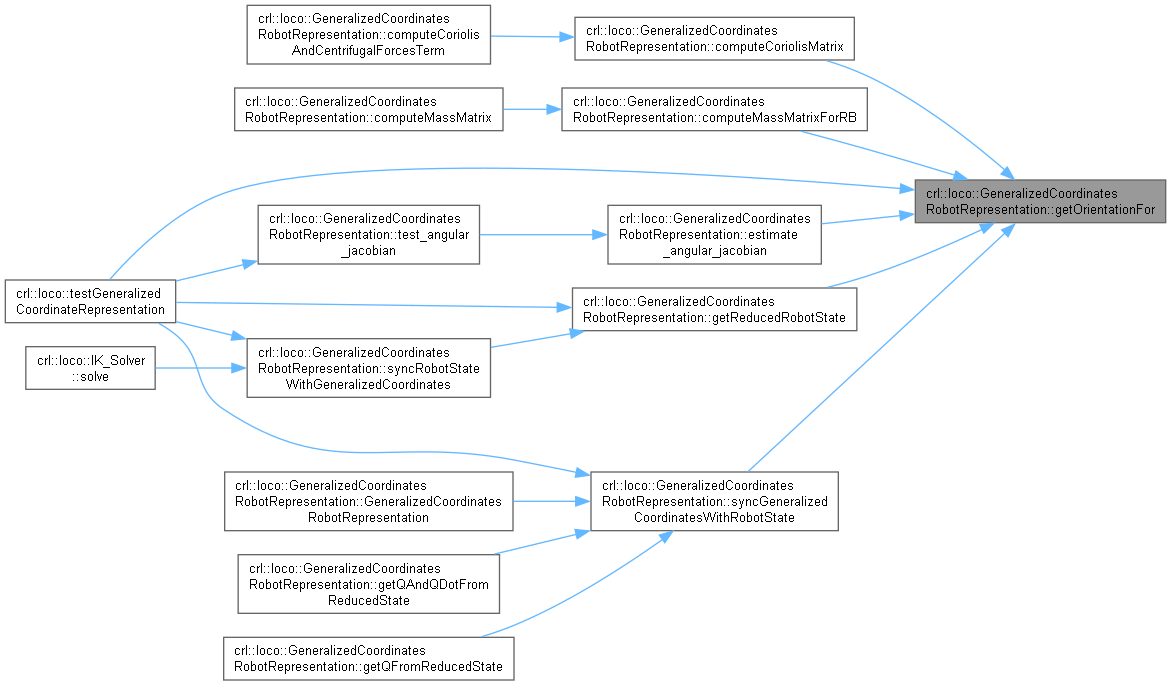 crl::loco::GeneralizedCoordinates
RobotRepresentation::computeCoriolis
AndCentrifugalForcesTerm
crl::loco::GeneralizedCoordinates
RobotRepresentation::computeCoriolisMatrix
crl::loco::GeneralizedCoordinates
RobotRepresentation::computeMassMatrix
crl::loco::GeneralizedCoordinates
RobotRepresentation::computeMassMatrixForRB
crl::loco::GeneralizedCoordinates
RobotRepresentation::getOrientationFor
crl::loco::GeneralizedCoordinates
RobotRepresentation::test_angular
_jacobian
crl::loco::GeneralizedCoordinates
RobotRepresentation::estimate
_angular_jacobian
crl::loco::testGeneralized
CoordinateRepresentation
crl::loco::GeneralizedCoordinates
RobotRepresentation::getReducedRobotState
crl::loco::IK_Solver
::solve
crl::loco::GeneralizedCoordinates
RobotRepresentation::syncRobotState
WithGeneralizedCoordinates
crl::loco::GeneralizedCoordinates
RobotRepresentation::GeneralizedCoordinates
RobotRepresentation
crl::loco::GeneralizedCoordinates
RobotRepresentation::syncGeneralized
CoordinatesWithRobotState
crl::loco::GeneralizedCoordinates
RobotRepresentation::getQAndQDotFrom
ReducedState
crl::loco::GeneralizedCoordinates
RobotRepresentation::getQFromReducedState